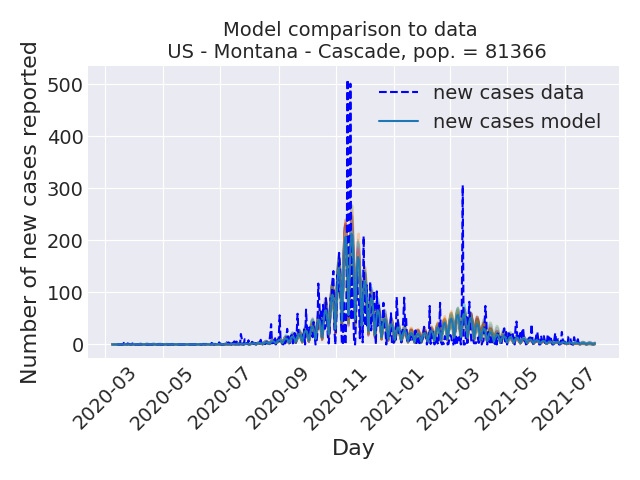 Model comparison to data
US - Montana - Cascade, pop. = 81366
Number of new cases reported
500
400
300
200
100
0
new cases data
new cases model
2020-03
2020-05
2020-07
2020-09
2020-11
2021-01
2021-03
2021-05
2021-07
Day